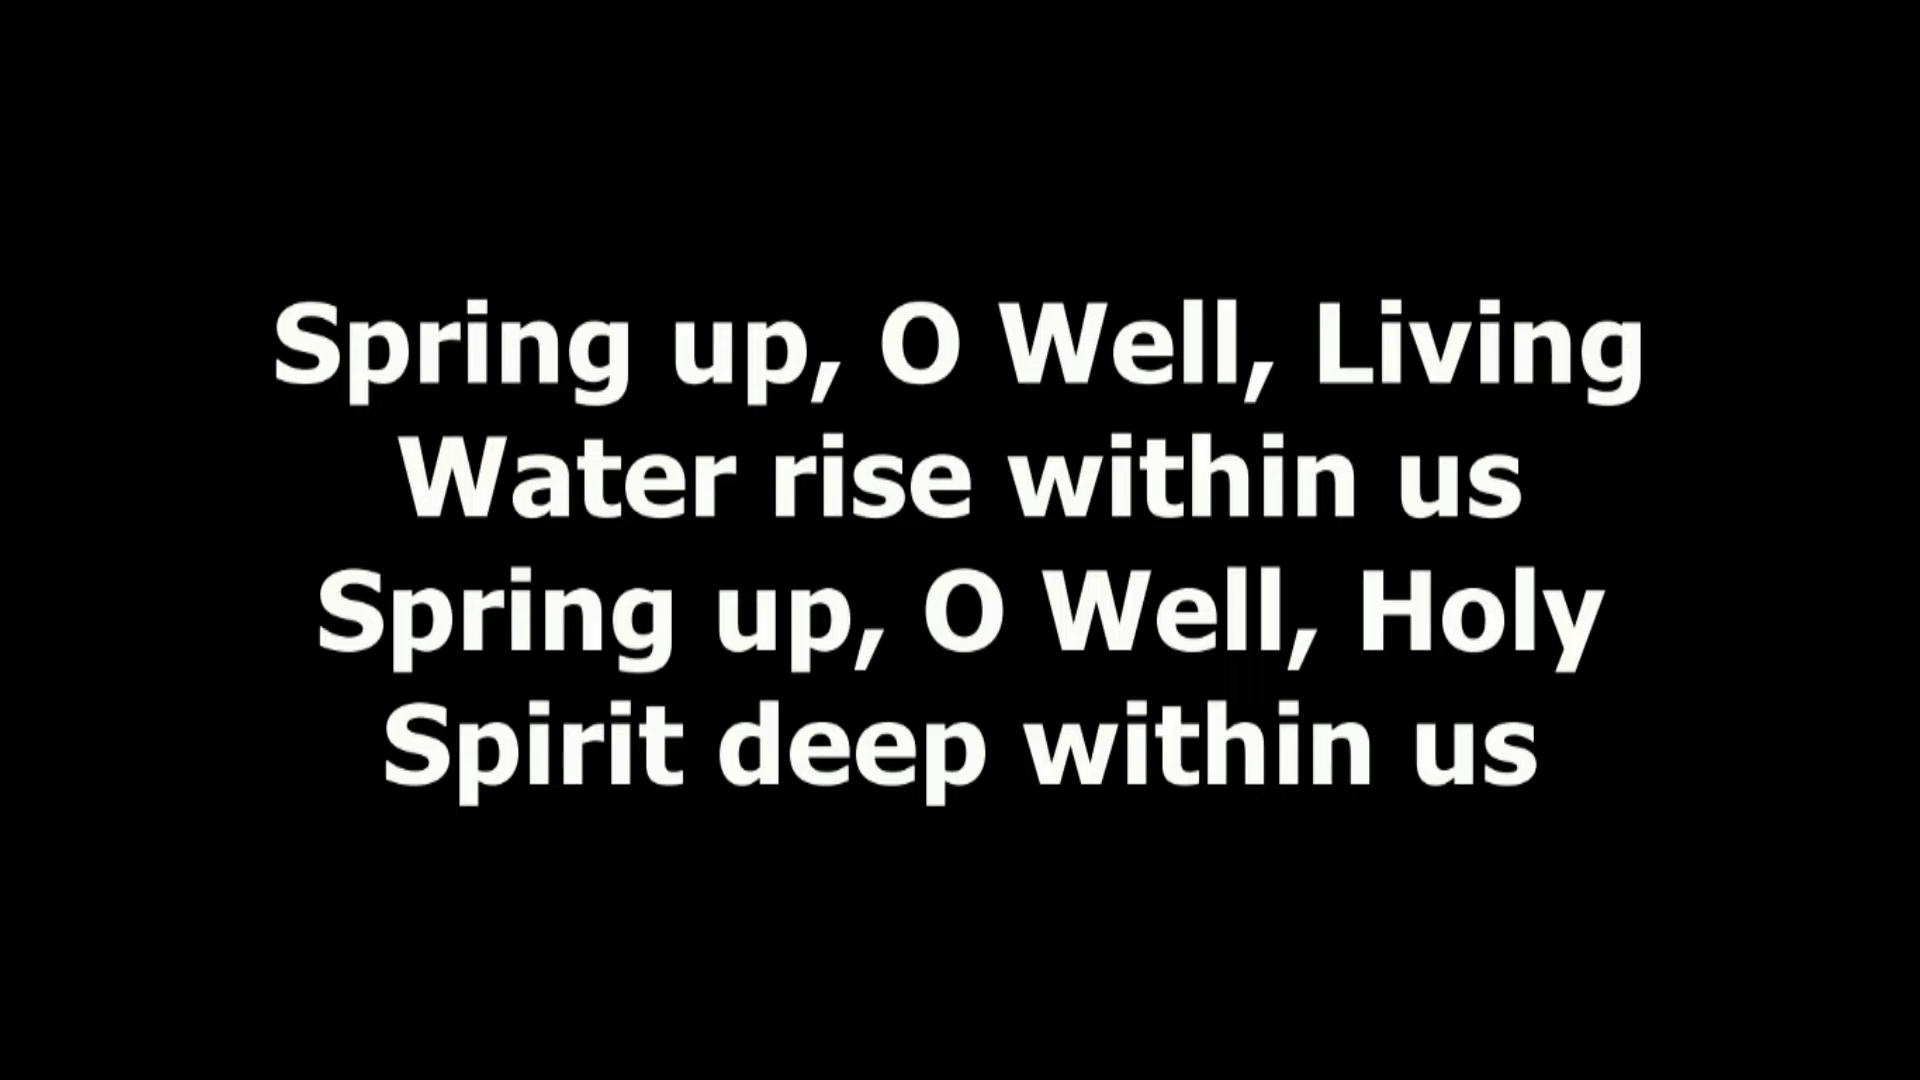 Spring up, O Well, Living
Water rise within us
Spring up, O Well, Holy
Spirit deep within us